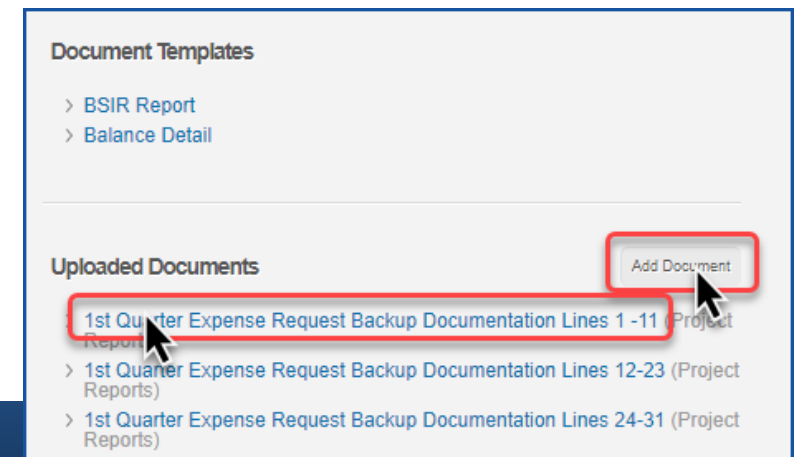 Document Templates
> BSIR Report
> Balance Detail
Uploaded Documents
Add Document
> 1st Quarter Expense Request Backup Documentation Lines 1 -11 (Project
Reports)
> 1st Quarter Expense Request Backup Documentation Lines 12-23 (Project
Reports)
> 1st Quarter Expense Request Backup Documentation Lines 24-31 (Project
Reports)